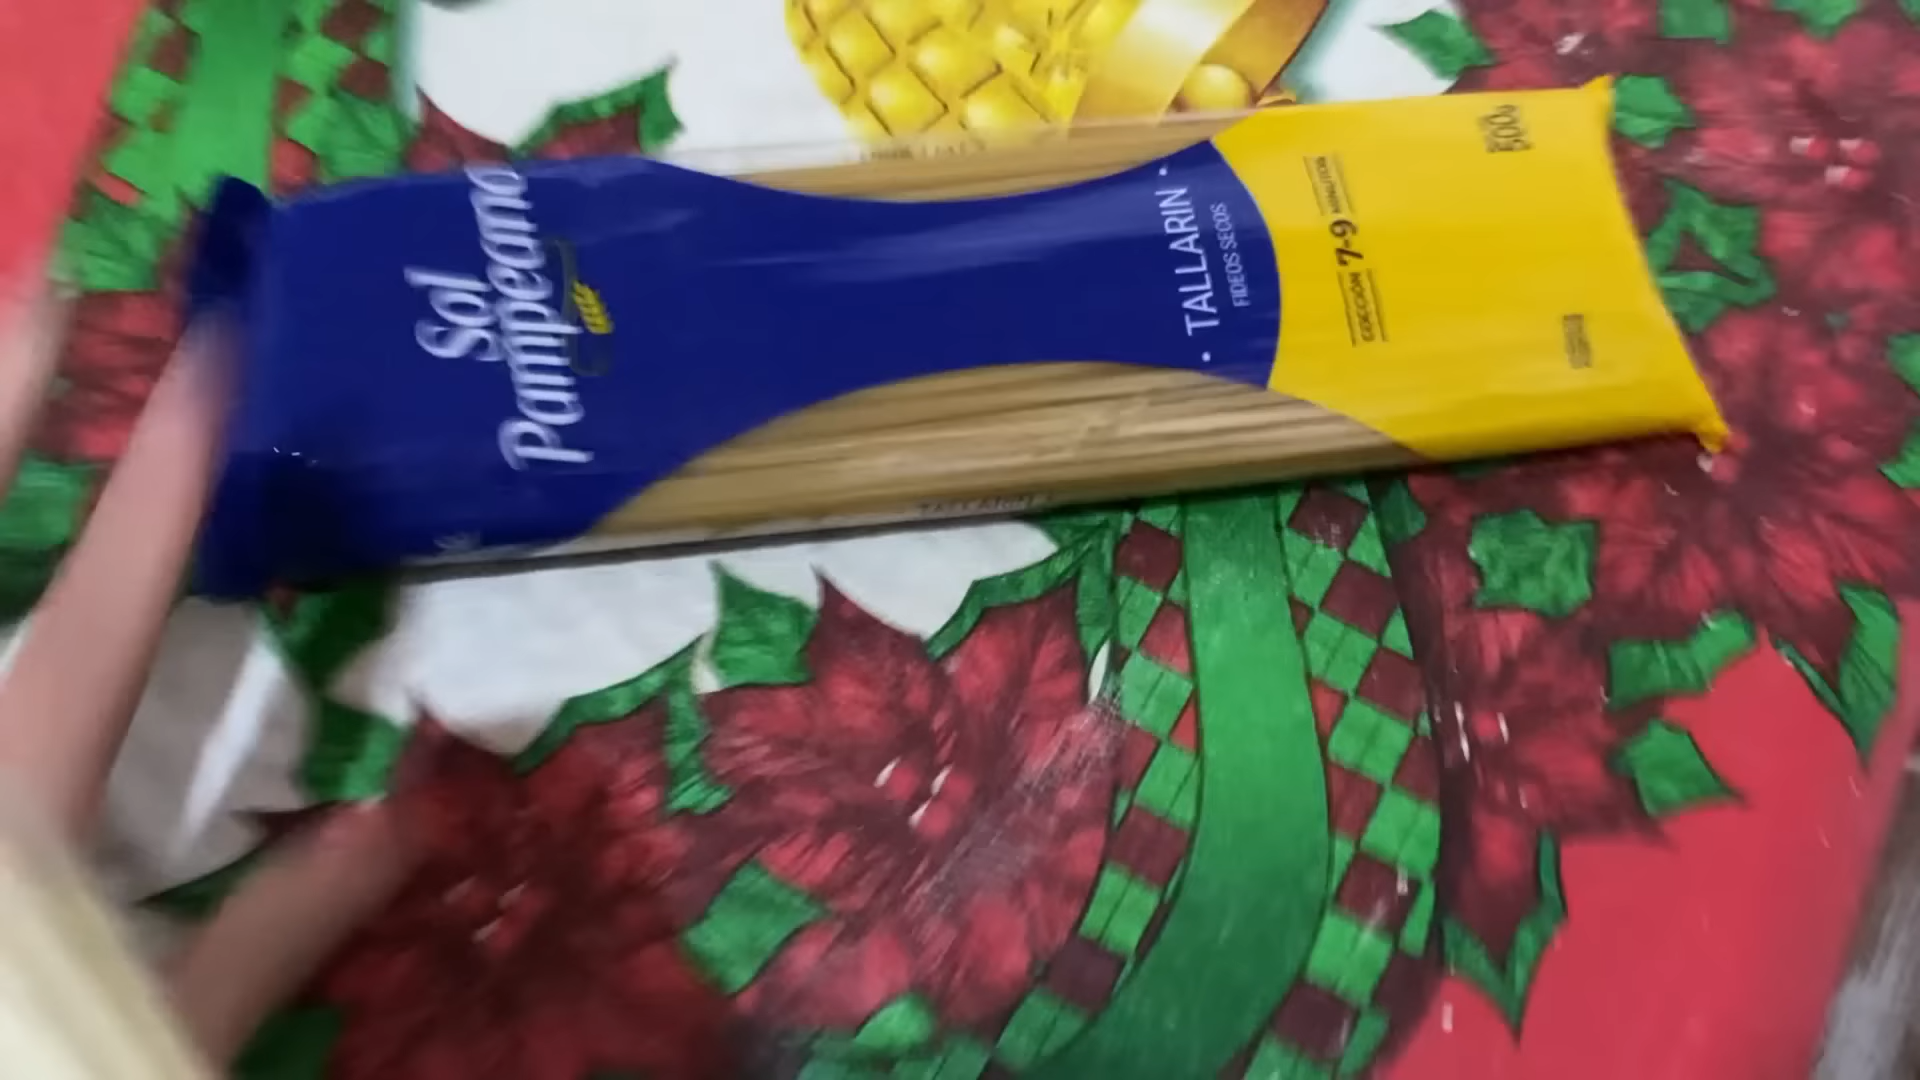 Sol
Pampeano
• TALLARIN •
FIDEOS SECOS
COCCIÓN 7-9 MINUTOS
500g